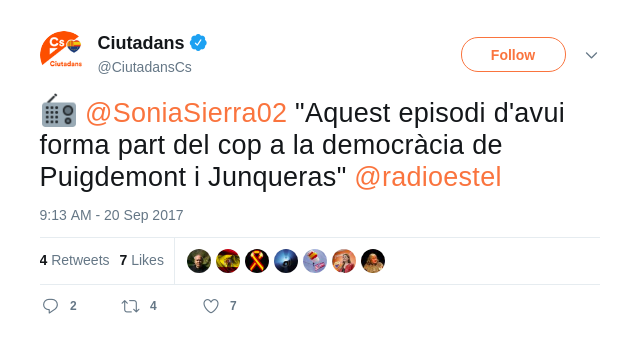 Cs
Ciutadans
Ciutadans
@CiutadansCs
Follow
📻 @SoniaSierra02 "Aquest episodi d'avui
forma part del cop a la democràcia de
Puigdemont i Junqueras" @radioestel
9:13 AM - 20 Sep 2017
4 Retweets 7 Likes
2 4 7